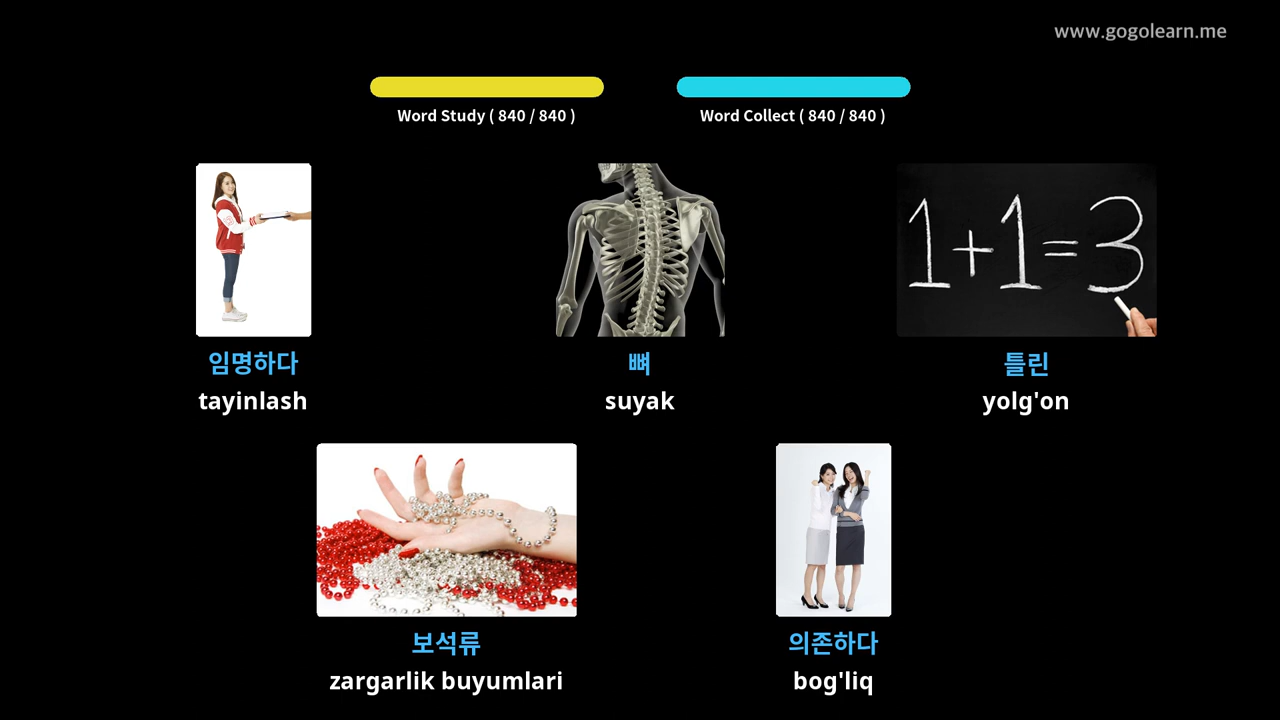 www.gogolearn.me
Word Study ( 840 / 840 )
Word Collect ( 840 / 840 )
1+1=3
임명하다
tayinlash
뼈
suyak
틀린
yolg'on
보석류
zargarlik buyumlari
의존하다
bog'liq